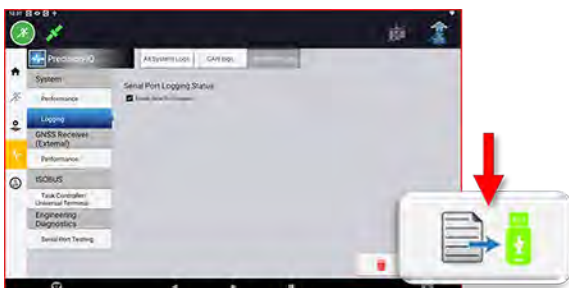 Precision-IQ
All System Logs
CAN logs
System
Performance
Logging
GNSS Receiver
(External)
Performance
ISOBUS
Task Controller/
Universal Terminal
Engineering
Diagnostics
Serial Port Testing
Serial Port Logging Status